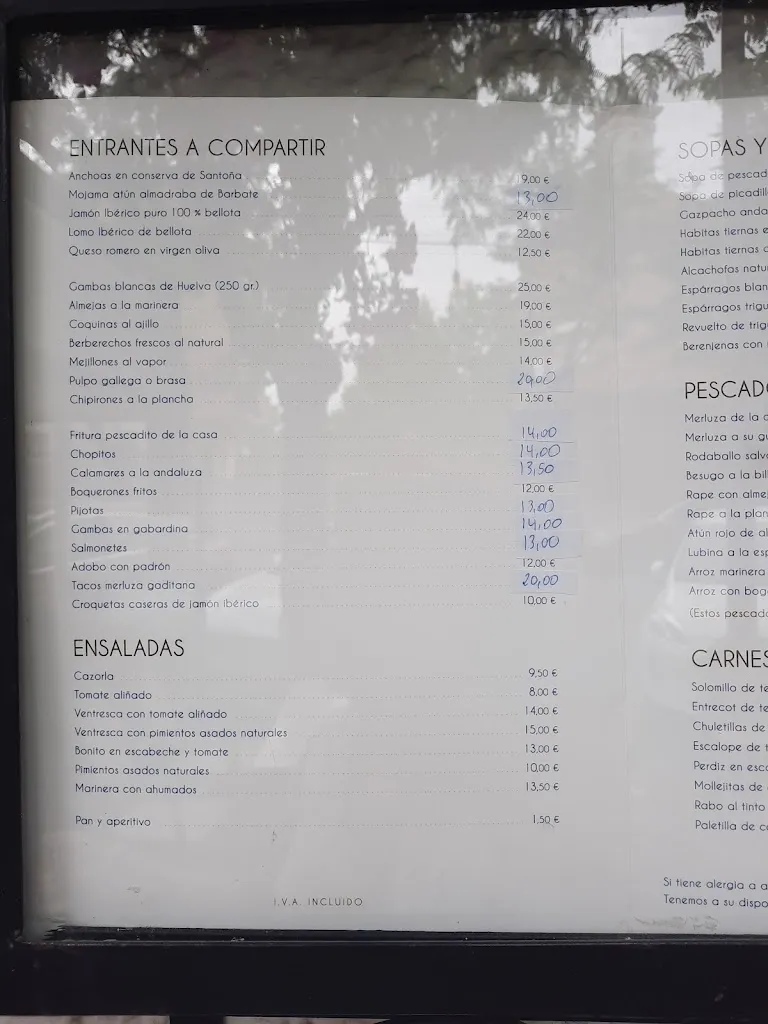 ENTRANTES A COMPARTIR
Anchoas en conserva de Santoña 19,00 €
Mojama atún almadraba de Barbate 13,00
Jamón Ibérico puro 100 % bellota 24,00 €
Lomo Ibérico de bellota 22,00 €
Queso romero en virgen oliva 12,50 €
Gambas blancas de Huelva (250 gr.) 25,00 €
Almejas a la marinera 19,00 €
Coquinas al ajillo 15,00 €
Berberechos frescos al natural 15,00 €
Mejillones al vapor 14,00 €
Pulpo gallega o brasa 20,00
Chipirones a la plancha 13,50 €
Fritura pescadito de la casa 14,00
Chopitos 14,00
Calamares a la andaluza 13,50
Boquerones fritos 12,00 €
Pijotas 13,00
Gambas en gabardina 14,00
Salmonetes 13,00
Adobo con padrón 12,00 €
Tacos merluza gaditana 20,00
Croquetas caseras de jamón ibérico 10,00 €
ENSALADAS
Cazorla 9,50 €
Tomate aliñado 8,00 €
Ventresca con tomate aliñado 14,00 €
Ventresca con pimientos asados naturales 15,00 €
Bonito en escabeche y tomate 13,00 €
Pimientos asados naturales 10,00 €
Marinera con ahumados 13,50 €
Pan y aperitivo 1,50 €
I.V.A. INCLUIDO
SOPAS Y
Sopa de pescad
Sopa de picadill
Gazpacho anda
Habitas tiernas
Habitas tiernas
Alcachofas natu
Espárragos blan
Espárragos trigu
Revuelto de trig
Berenjenas con
PESCADO
Merluza de la
Merluza a su gu
Rodaballo salv
Besugo a la bil
Rape con alme
Rape a la plan
Atún rojo de al
Lubina a la esp
Arroz marinera
Arroz con bog
(Estos pescad
CARNES
Solomillo de te
Entrecot de te
Chuletillas de
Escalope de t
Perdiz en esc
Mollejitas de
Rabo al tinto
Paletilla de c
Si tiene alergia a a
Tenemos a su dispo